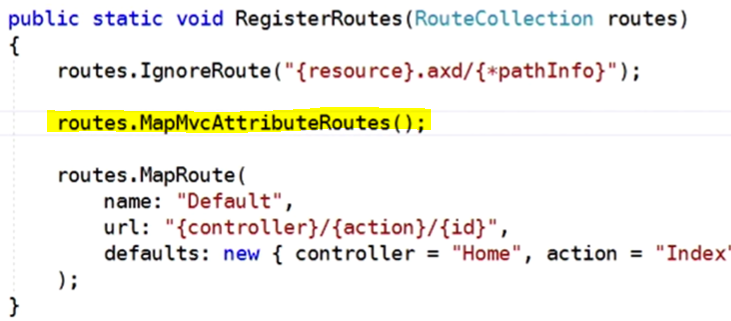 public static void RegisterRoutes(RouteCollection routes)
{
routes.IgnoreRoute("{resource}.axd/{*pathInfo}");
routes.MapMvcAttributeRoutes();
routes.MapRoute(
name: "Default",
url: "{controller}/{action}/{id}",
defaults: new { controller = "Home", action = "Index"
);
}